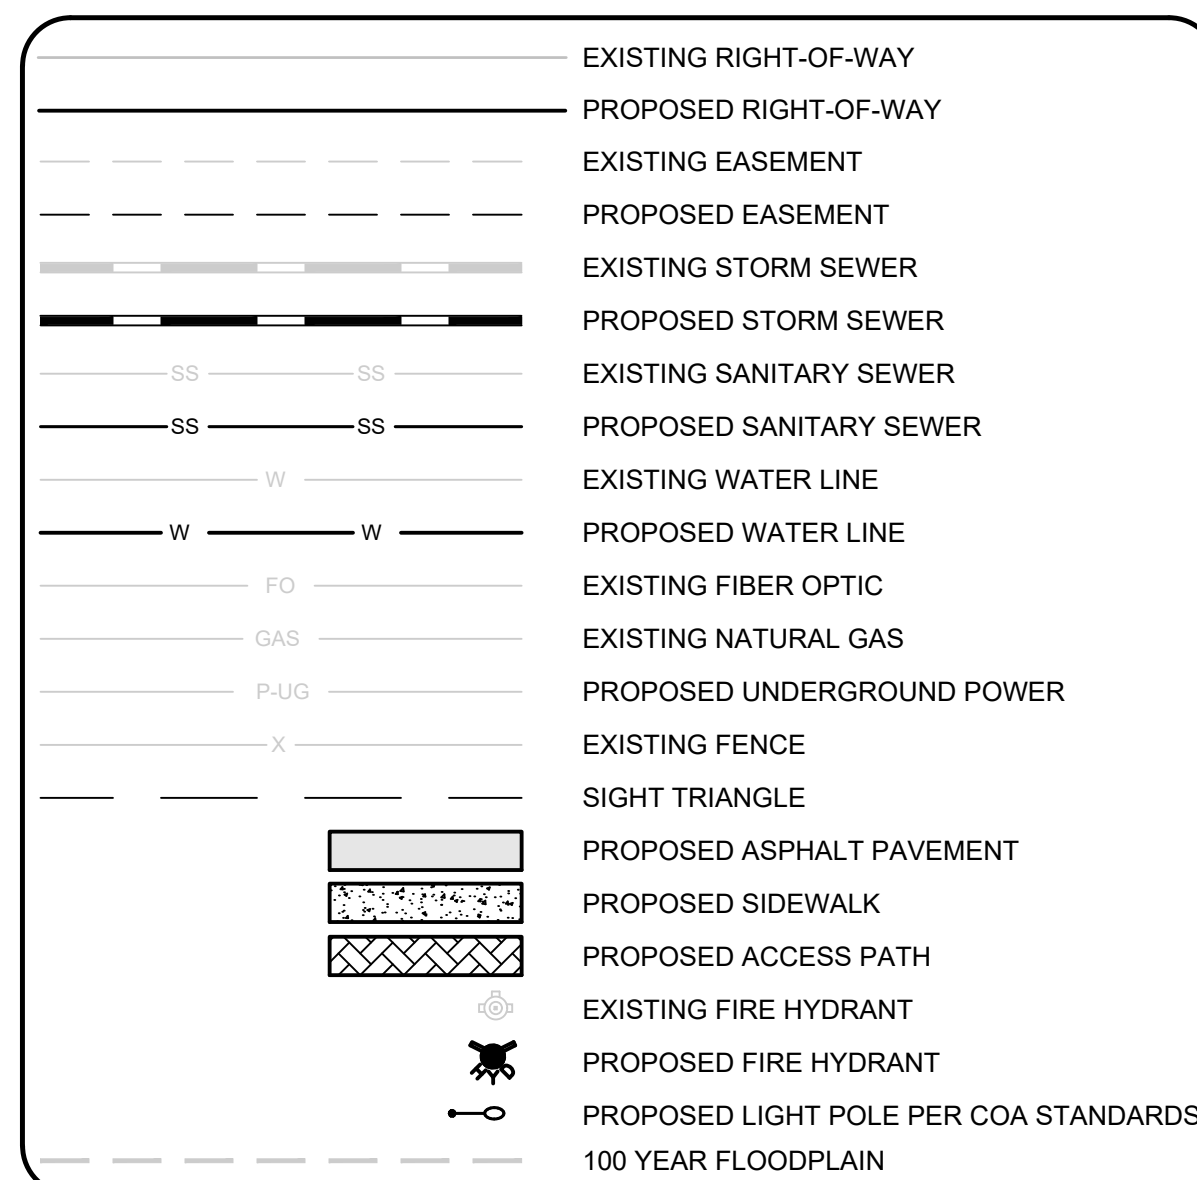 EXISTING RIGHT-OF-WAY
PROPOSED RIGHT-OF-WAY
EXISTING EASEMENT
PROPOSED EASEMENT
EXISTING STORM SEWER
PROPOSED STORM SEWER
SS SS EXISTING SANITARY SEWER
SS SS PROPOSED SANITARY SEWER
W EXISTING WATER LINE
W W PROPOSED WATER LINE
FO EXISTING FIBER OPTIC
GAS EXISTING NATURAL GAS
P-UG PROPOSED UNDERGROUND POWER
X EXISTING FENCE
SIGHT TRIANGLE
PROPOSED ASPHALT PAVEMENT
PROPOSED SIDEWALK
PROPOSED ACCESS PATH
EXISTING FIRE HYDRANT
HYD PROPOSED FIRE HYDRANT
PROPOSED LIGHT POLE PER COA STANDARDS
100 YEAR FLOODPLAIN